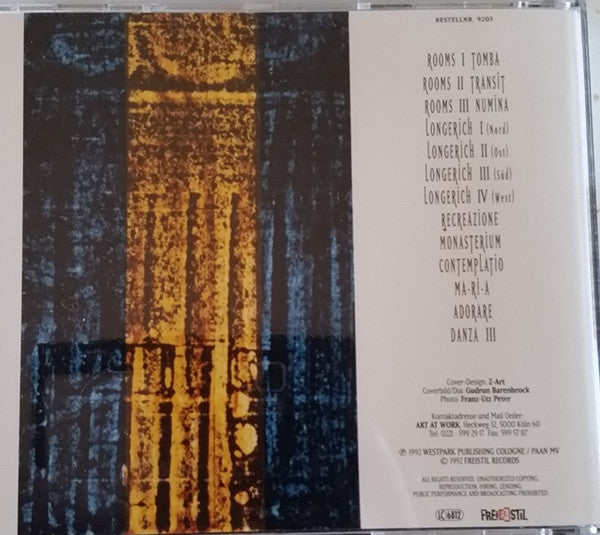 BESTELLNR. 9203
ROOMS I TOMBA
ROOMS II TRANSIT
ROOMS III NUMINA
LONGERICH I (Nord)
LONGERICH II (Ost)
LONGERICH III (Süd)
LONGERICH IV (West)
RECREAZIONE
MONASTERIUM
CONTEMPLATIO
MA-RI-A
ADORARE
DANZA III
Cover-Design: Z-Art
Coverbild/Dia: Gudrun Barenbrock
Photo: Franz-Utz Peter
Kontaktadresse und Mail Order:
ART AT WORK, Heckweg 12, 5000 Köln 60
Tel: 0221 - 599 29 17 Fax: 599 57 87
℗ 1992 WESTPARK PUBLISHING COLOGNE / PAAN MV
© 1992 FREISTIL RECORDS
ALL RIGHTS RESERVED. UNAUTHORIZED COPYING,
REPRODUCTION, HIRING, LENDING,
PUBLIC PERFORMANCE AND BROADCASTING PROHIBITED.
LC 6812 FREISTIL